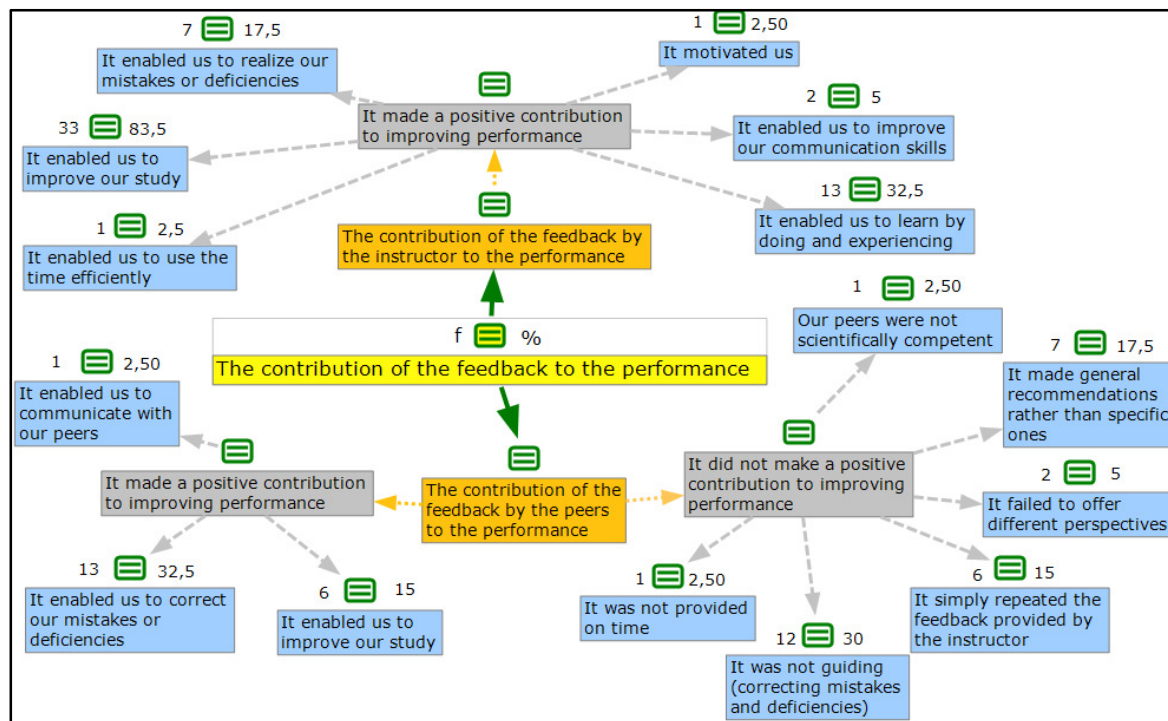 7 17,5
It enabled us to realize our
mistakes or deficiencies
1 2,50
It motivated us
It made a positive contribution
to improving performance
2 5
It enabled us to improve
our communication skills
33 83,5
It enabled us to
improve our study
13 32,5
It enabled us to learn by
doing and experiencing
1 2,5
It enabled us to use the
time efficiently
The contribution of the feedback by
the instructor to the performance
f %
The contribution of the feedback to the performance
1 2,50
Our peers were not
scientifically competent
7 17,5
It made general
recommendations
rather than specific
ones
1 2,50
It enabled us to
communicate with
our peers
It made a positive contribution
to improving performance
The contribution of the
feedback by the peers
to the performance
It did not make a positive
contribution to improving
performance
2 5
It failed to offer
different perspectives
13 32,5
It enabled us to correct
our mistakes or
deficiencies
6 15
It enabled us to
improve our study
1 2,50
It was not provided
on time
12 30
It was not guiding
(correcting mistakes
and deficiencies)
6 15
It simply repeated the
feedback provided by
the instructor